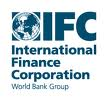 IFC
International
Finance
Corporation
World Bank Group